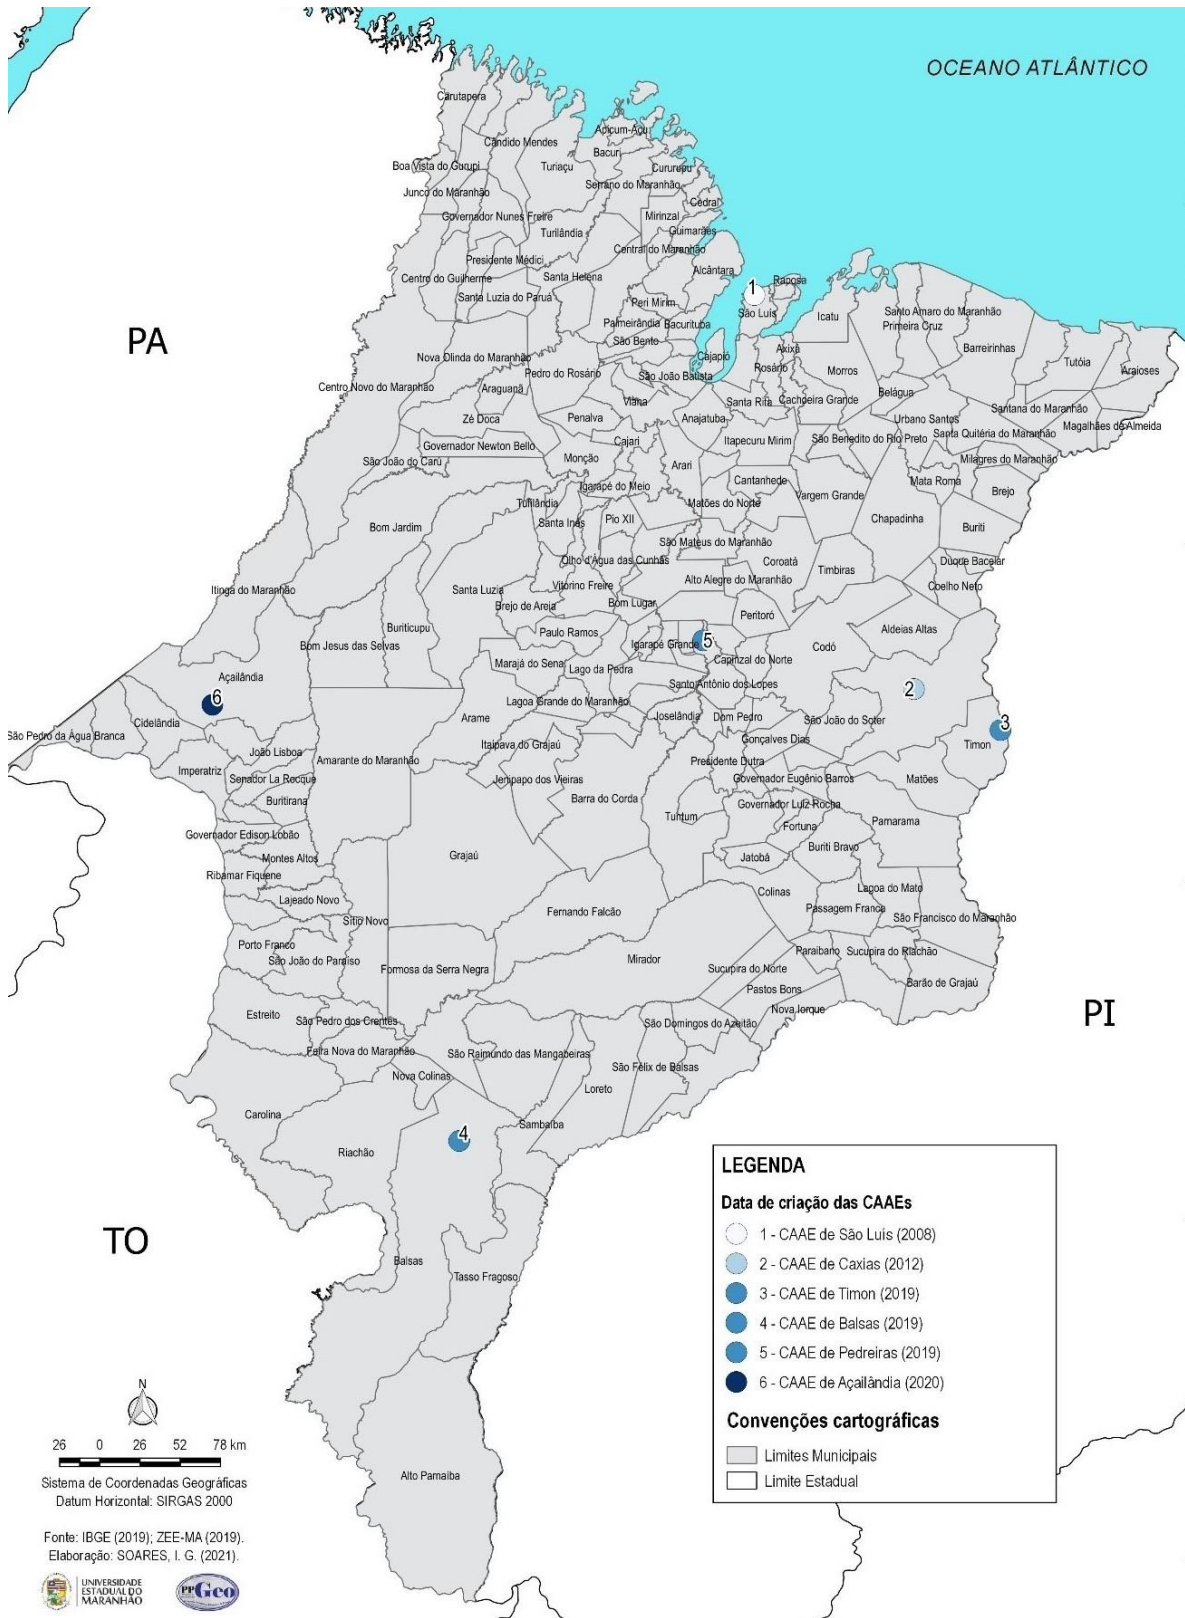 OCEANO ATLÂNTICO
Carutapera
Cândido Mendes
Apicum-Açu
Bacuri
Boa Vista do Gurupi
Turiaçu
Cururupu
Junco do Maranhão
Serrano do Maranhão
Cedral
Governador Nunes Freire
Mirinzal
Guimarães
Turilândia
Central do Maranhão
Presidente Médici
Alcântara
Centro do Guilherme
Santa Helena
Raposa
1
Santa Luzia do Paruá
Peri Mirim
São Luís
Icatu
Santo Amaro do Maranhão
Palmeirândia
Bacurituba
Primeira Cruz
PA
São Bento
Axixá
Barreirinhas
Nova Olinda do Maranhão
Cajapió
Rosário
Tutóia
Pedro do Rosário
São João Batista
Morros
Araioses
Centro Novo do Maranhão
Araguanã
Belágua
Viana
Santa Rita
Cachoeira Grande
Santana do Maranhão
Zé Doca
Penalva
Anajatuba
Urbano Santos
Magalhães de Almeida
Governador Newton Bello
Cajari
Itapecuru Mirim
São Benedito do Rio Preto
Santa Quitéria do Maranhão
São João do Carú
Monção
Arari
Milagres do Maranhão
Igarapé do Meio
Cantanhede
Mata Roma
Brejo
Tufilândia
Matões do Norte
Vargem Grande
Bom Jardim
Santa Inês
Pio XII
Chapadinha
Buriti
São Mateus do Maranhão
Olho d'Água das Cunhãs
Coroatá
Timbiras
Duque Bacelar
Itinga do Maranhão
Santa Luzia
Vitorino Freire
Alto Alegre do Maranhão
Coelho Neto
Brejo de Areia
Bom Lugar
Peritoró
Buriticupu
Paulo Ramos
Aldeias Altas
Bom Jesus das Selvas
Igarapé Grande
5
Codó
Marajá do Sena
Lago da Pedra
Capinzal do Norte
Açailândia
Santo Antônio dos Lopes
2
6
Lagoa Grande do Maranhão
Cidelândia
Arame
Joselândia
Dom Pedro
São João do Soter
3
São Pedro da Água Branca
Itaipava do Grajaú
Gonçalves Dias
Timon
João Lisboa
Amarante do Maranhão
Presidente Dutra
Imperatriz
Senador La Rocque
Jenipapo dos Vieiras
Governador Eugênio Barros
Matões
Buritirana
Barra do Corda
Governador Luiz Rocha
Tuntum
Fortuna
Parnarama
Governador Edison Lobão
Buriti Bravo
Montes Altos
Grajaú
Jatobá
Ribamar Fiquene
Colinas
Lagoa do Mato
Lajeado Novo
Fernando Falcão
Passagem Franca
Sítio Novo
São Francisco do Maranhão
Porto Franco
São João do Paraíso
Mirador
Paraibano
Sucupira do Riachão
Formosa da Serra Negra
Sucupira do Norte
Barão de Grajaú
Pastos Bons
Estreito
Nova Iorque
PI
São Pedro dos Crentes
São Domingos do Azeitão
Feira Nova do Maranhão
São Raimundo das Mangabeiras
São Félix de Balsas
Nova Colinas
Loreto
Carolina
Sambaíba
4
Riachão
TO
Balsas
Tasso Fragoso
Alto Parnaíba
LEGENDA
Data de criação das CAAEs
1 - CAAE de São Luís (2008)
2 - CAAE de Caxias (2012)
3 - CAAE de Timon (2019)
4 - CAAE de Balsas (2019)
5 - CAAE de Pedreiras (2019)
6 - CAAE de Açailândia (2020)
Convenções cartográficas
Limites Municipais
Limite Estadual
N
26 0 26 52 78 km
Sistema de Coordenadas Geográficas
Datum Horizontal: SIRGAS 2000
Fonte: IBGE (2019); ZEE-MA (2019).
Elaboração: SOARES, I. G. (2021).
UNIVERSIDADE
ESTADUAL DO
MARANHÃO
PPGeo